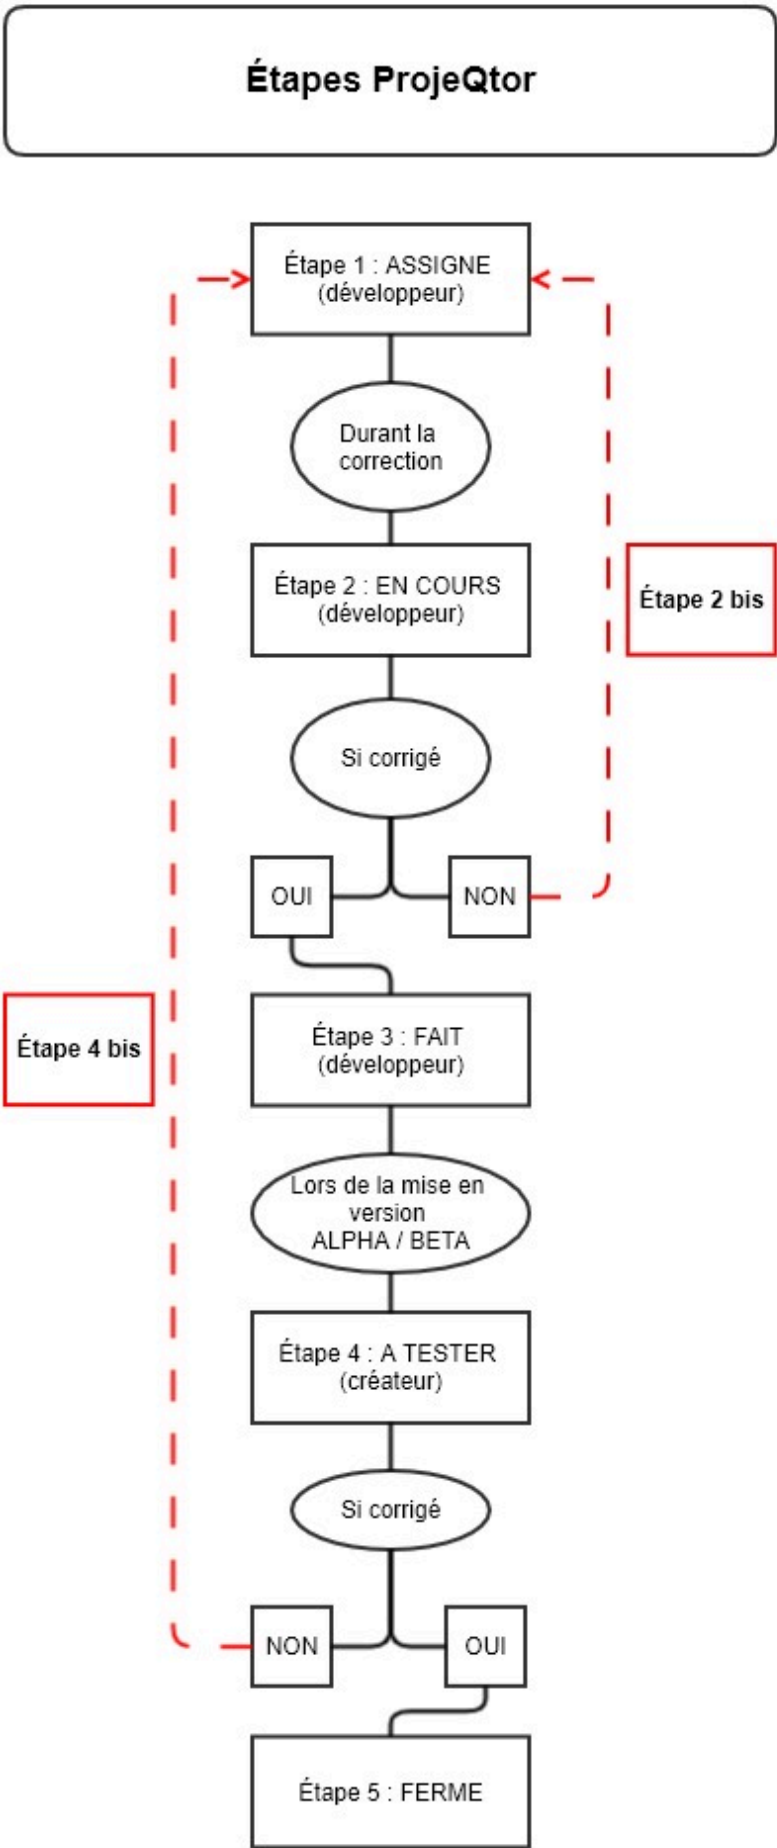 Étapes ProjeQtor
Étape 1 : ASSIGNE
(développeur)
Durant la
correction
Étape 2 : EN COURS
(développeur)
Étape 2 bis
Si corrigé
OUI
NON
Étape 3 : FAIT
(développeur)
Étape 4 bis
Lors de la mise en
version
ALPHA / BETA
Étape 4 : A TESTER
(créateur)
Si corrigé
NON
OUI
Étape 5 : FERME